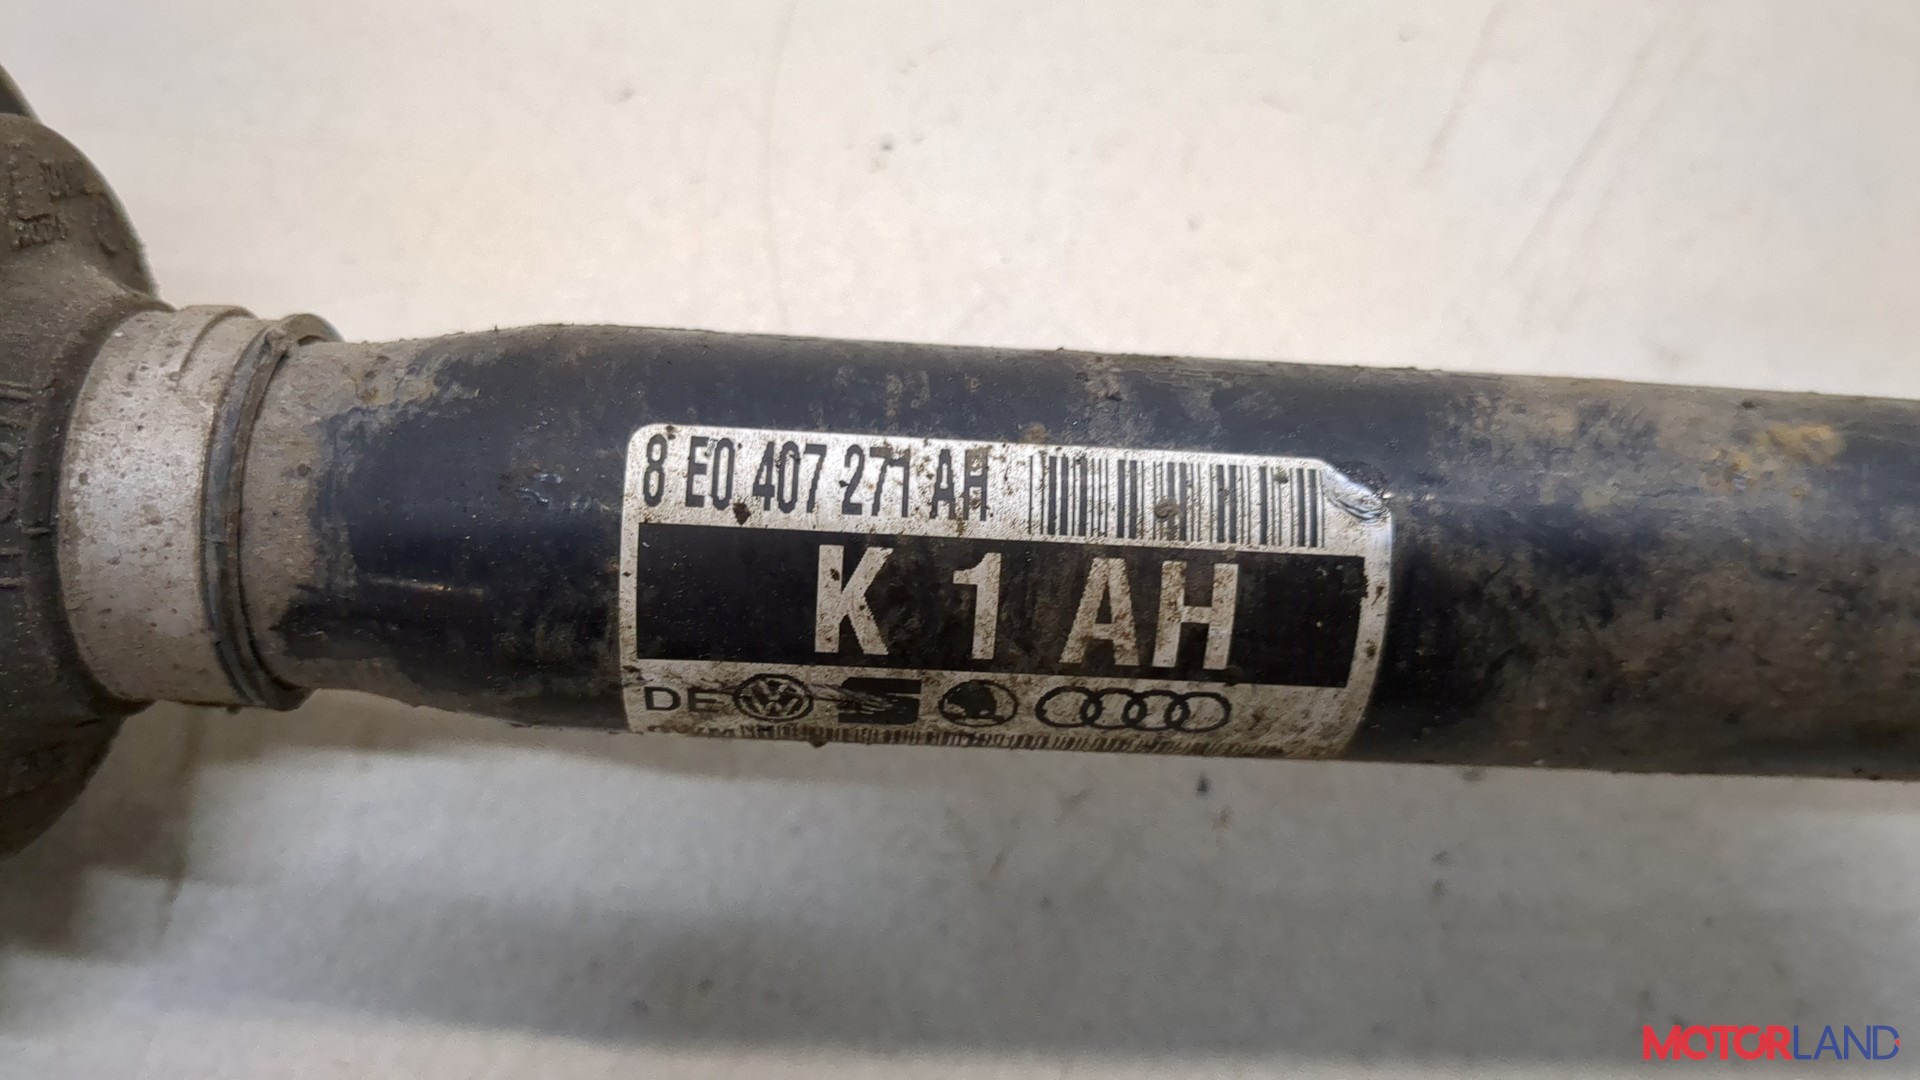 8 E0 407 271 AH
K 1 AH
DE
MOTORLAND